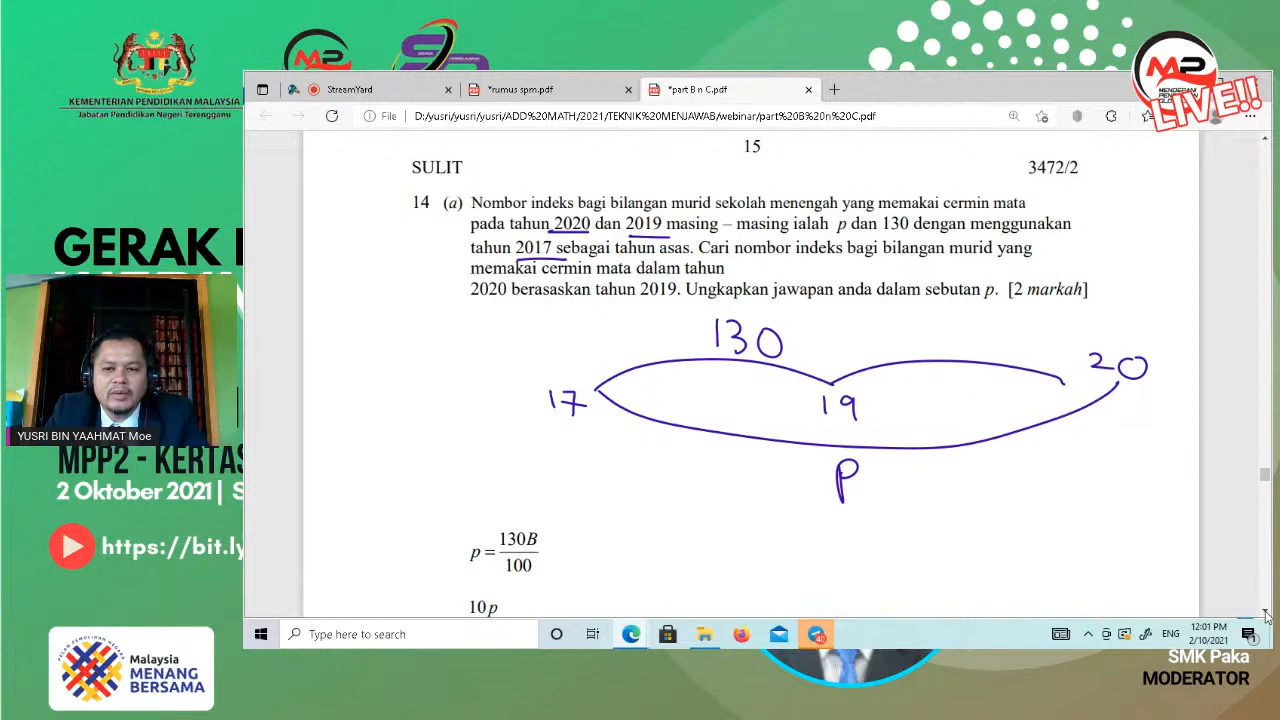 KEMENTERIAN PENDIDIKAN MALAYSIA
Jabatan Pendidikan Negeri Terengganu
MP
MP
LIVE!!
StreamYard
*rumus spm.pdf
*part B n C.pdf
File
D:/yusri/yusri/yusri/ADD%20MATH/2021/TEKNIK%20MENJAWAB/webinar/part%20B%20n%20C.pdf
15
SULIT
3472/2
14 (a) Nombor indeks bagi bilangan murid sekolah menengah yang memakai cermin mata
pada tahun 2020 dan 2019 masing – masing ialah p dan 130 dengan menggunakan
tahun 2017 sebagai tahun asas. Cari nombor indeks bagi bilangan murid yang
memakai cermin mata dalam tahun
2020 berasaskan tahun 2019. Ungkapkan jawapan anda dalam sebutan p. [2 markah]
130
20
17
19
p
p = 130B
100
10p
GERAK
YUSRI BIN YAAHMAT Moe
MPP2 - KERTAS
2 Oktober 2021| S
https://bit.ly
Type here to search
ENG
12:01 PM
2/10/2021
Malaysia
MENANG
BERSAMA
SMK Paka
MODERATOR